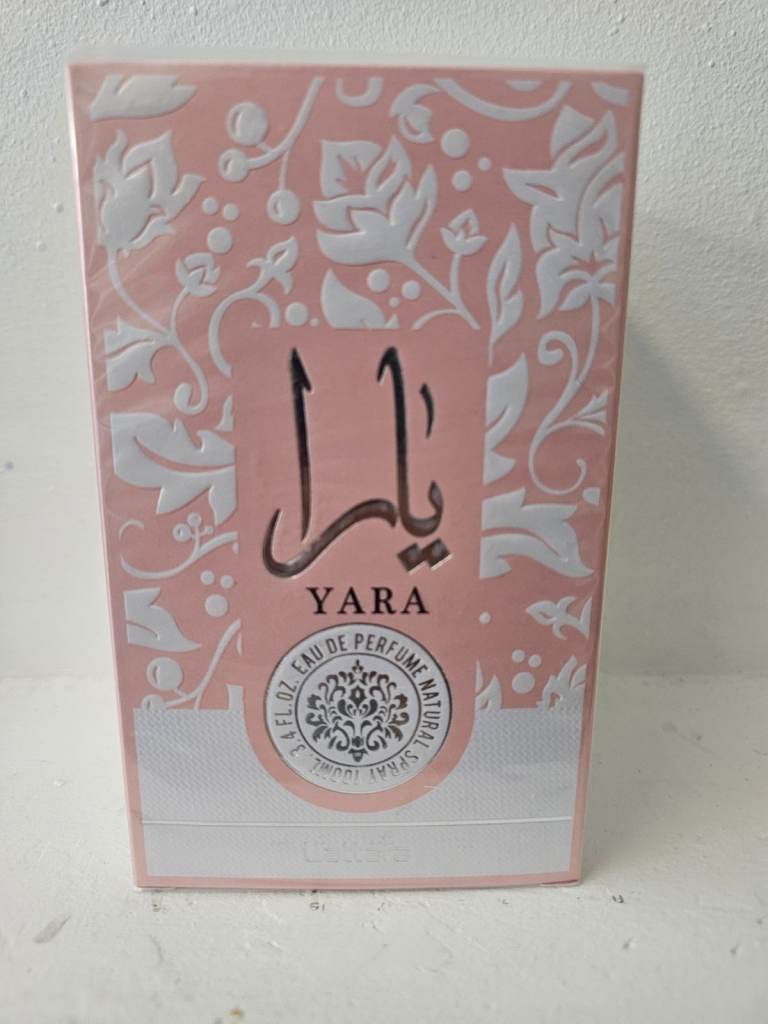 يارا
YARA
EAU DE PERFUME NATURAL SPRAY 100ML. 3.4 FL.OZ.
Lattafa